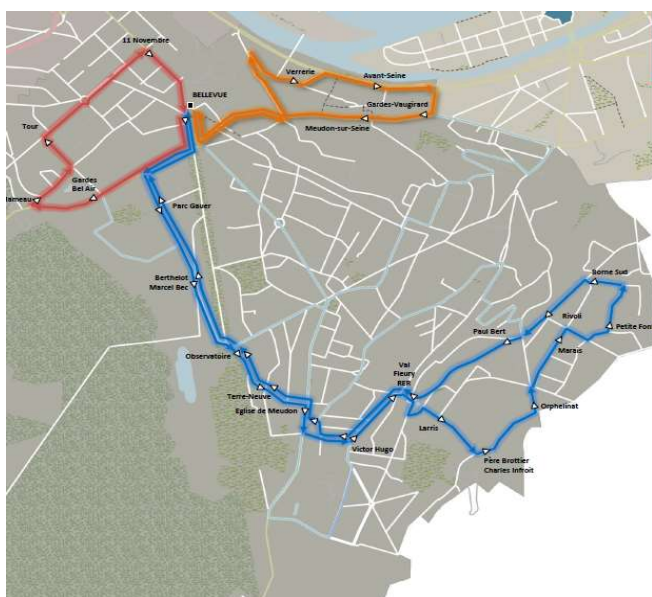 11 Novembre
Verrerie
Avant-Seine
BELLEVUE
Gardes-Vaugirard
Meudon-sur-Seine
Tour
Gardes
Bel Air
Parc Gauer
Berthelot
Marcel Bec
Borne Sud
Rivoli
Petite Font
Paul Bert
Marais
Observatoire
Val
Fleury
RER
Terre-Neuve
Eglise de Meudon
Orphelinat
Larris
Victor Hugo
Père Brottier
Charles Infroit